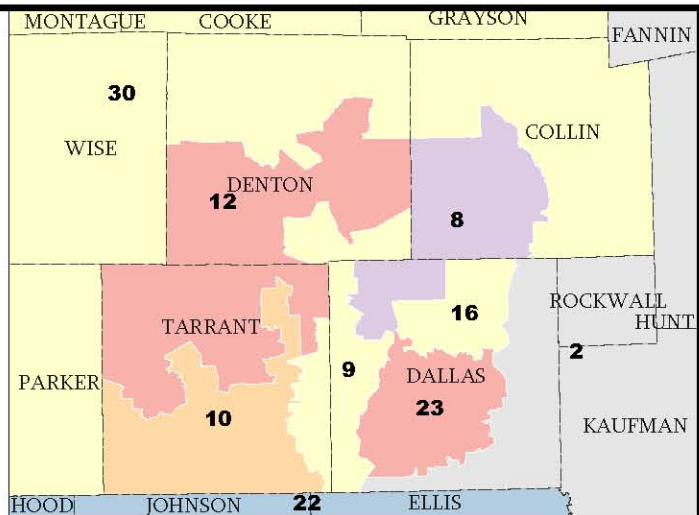 MONTAGUE COOKE GRAYSON
FANNIN
30
COLLIN
WISE
DENTON
12
8
ROCKWALL
16
HUNT
TARRANT
2
9
PARKER
DALLAS
10
23
KAUFMAN
HOOD JOHNSON 22 ELLIS